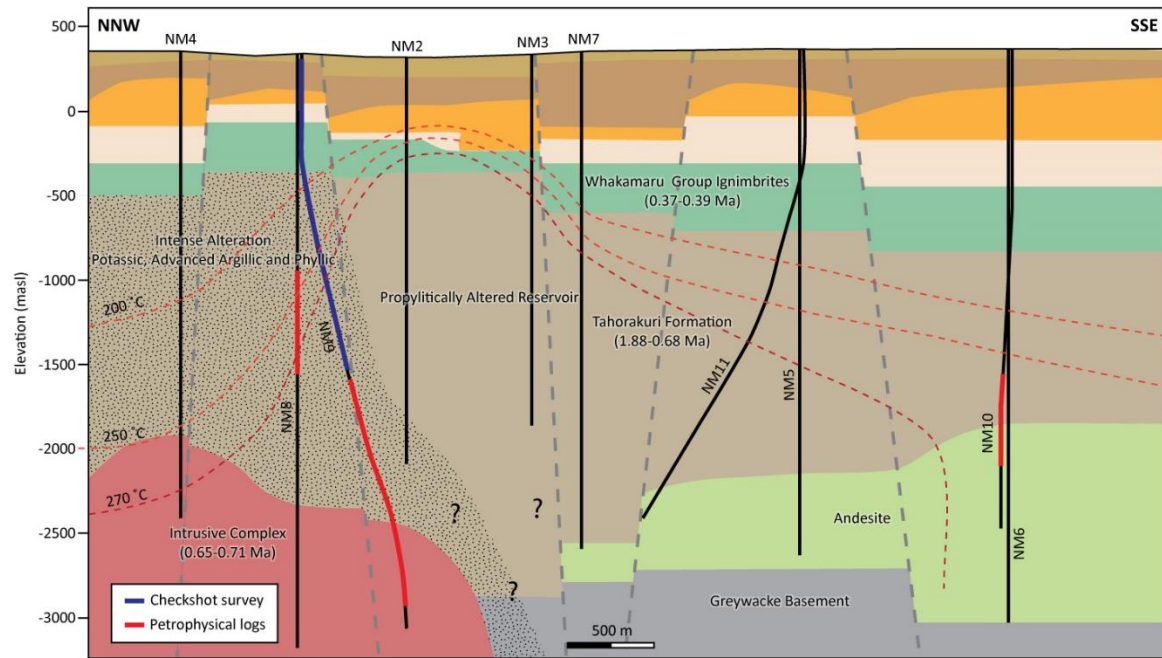 NNW
SSE
500
0
-500
-1000
-1500
-2000
-2500
-3000
Elevation (masl)
NM4
NM2
NM3
NM7
Whakamaru Group Ignimbrites
(0.37-0.39 Ma)
Intense Alteration
Potassic, Advanced Argillic and Phyllic
Propylitically Altered Reservoir
Tahorakuri Formation
(1.88-0.68 Ma)
200 °C
250 °C
270 °C
NM9
NM8
NM11
NM5
NM10
NM6
Intrusive Complex
(0.65-0.71 Ma)
?
?
?
Andesite
Greywacke Basement
Checkshot survey
Petrophysical logs
500 m